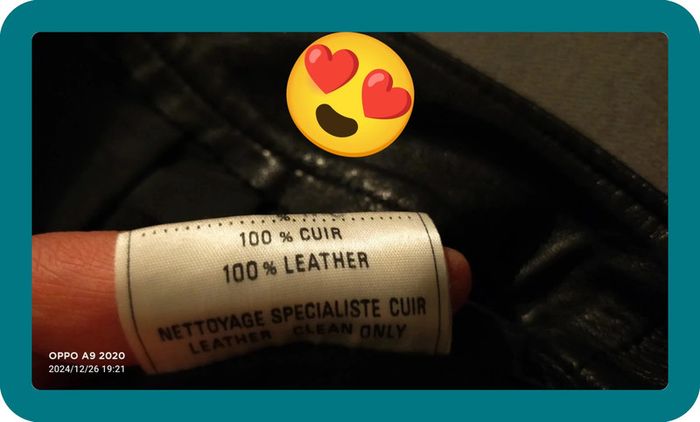 %
100 % CUIR
100 % LEATHER
NETTOYAGE SPECIALISTE CUIR
LEATHER CLEAN ONLY
OPPO A9 2020
2024/12/26 19:21